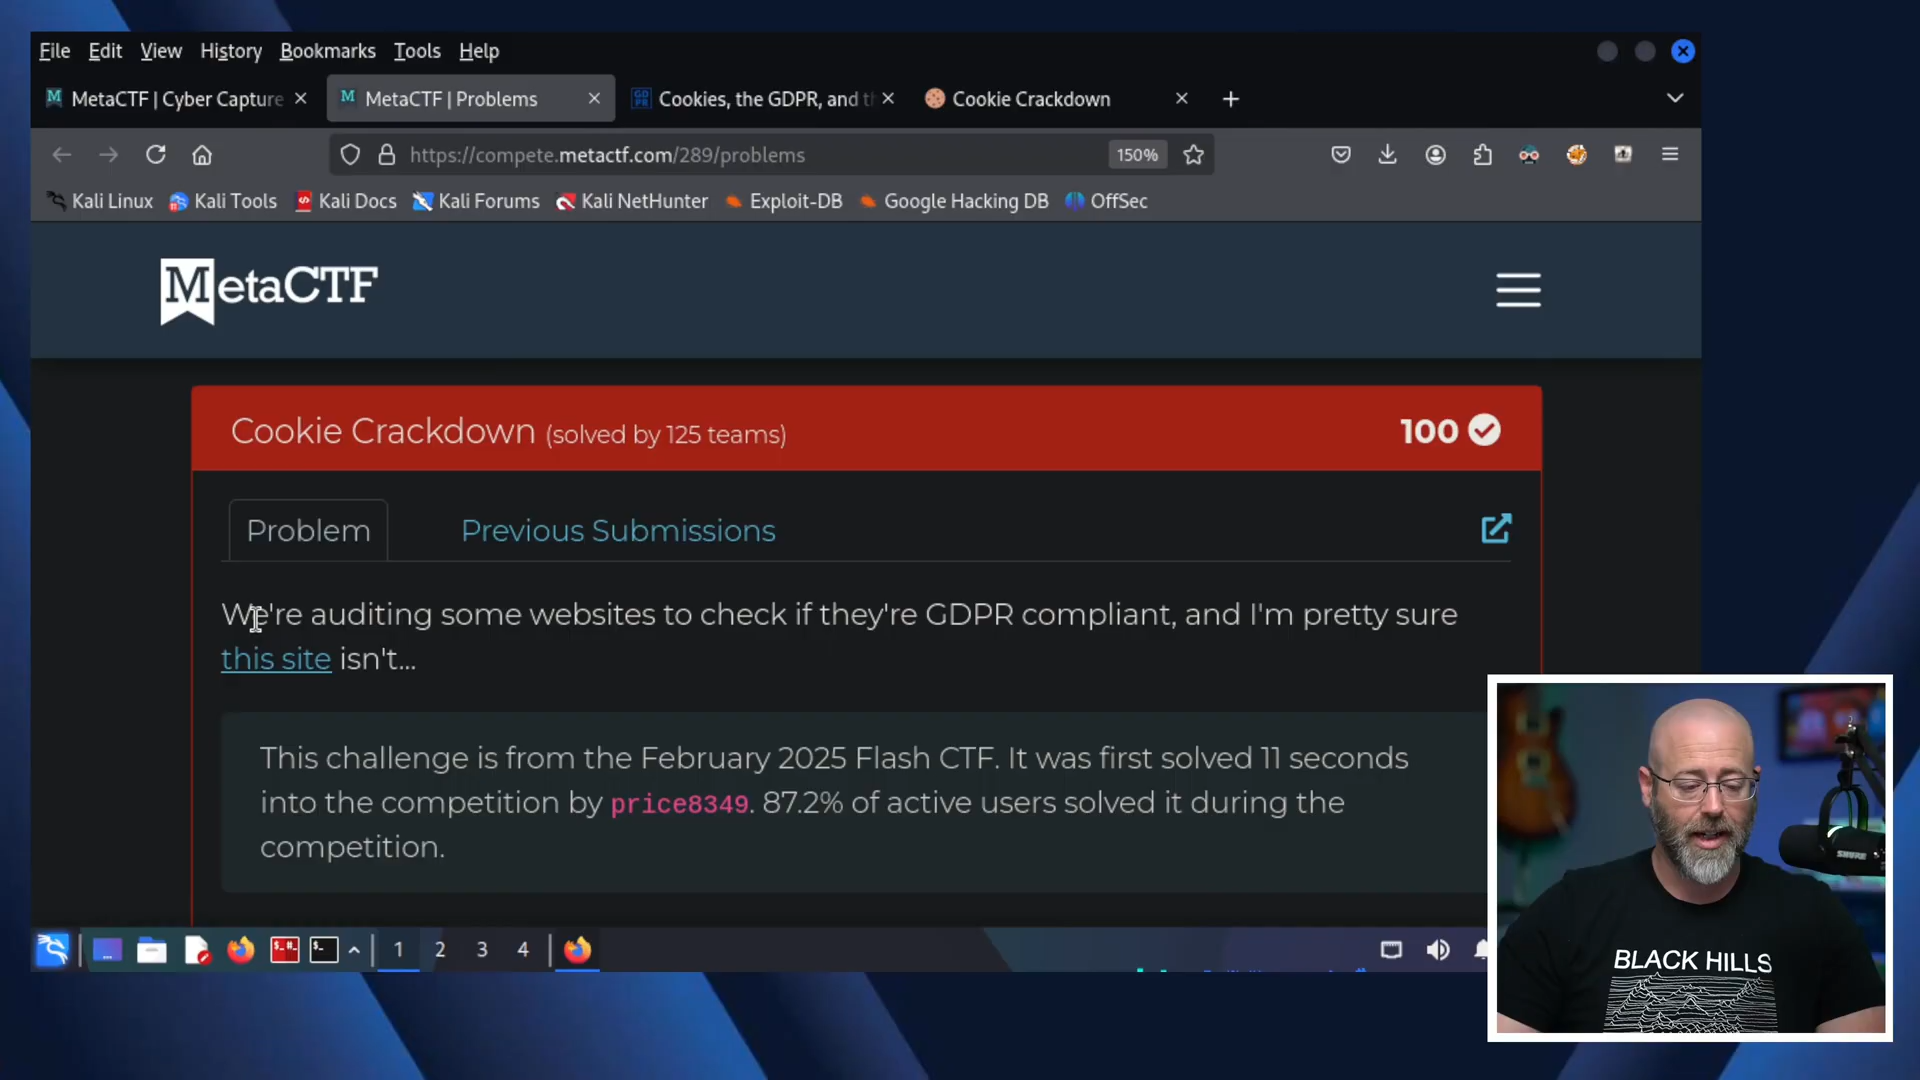 File Edit View History Bookmarks Tools Help
MetaCTF | Cyber Capture
MetaCTF | Problems
Cookies, the GDPR, and th
Cookie Crackdown
https://compete.metactf.com/289/problems
150%
Kali Linux
Kali Tools
Kali Docs
Kali Forums
Kali NetHunter
Exploit-DB
Google Hacking DB
OffSec
MetaCTF
Cookie Crackdown (solved by 125 teams)
100
Problem
Previous Submissions
We're auditing some websites to check if they're GDPR compliant, and I'm pretty sure
this site isn't...
This challenge is from the February 2025 Flash CTF. It was first solved 11 seconds
into the competition by price8349. 87.2% of active users solved it during the
competition.
1 2 3 4
SHURE
BLACK HILLS